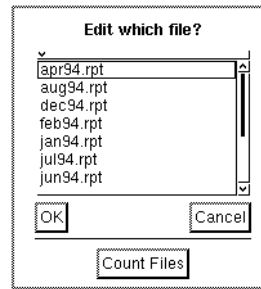 Edit which file?
apr94.rpt
aug94.rpt
dec94.rpt
feb94.rpt
jan94.rpt
jul94.rpt
jun94.rpt
OK Cancel
Count Files